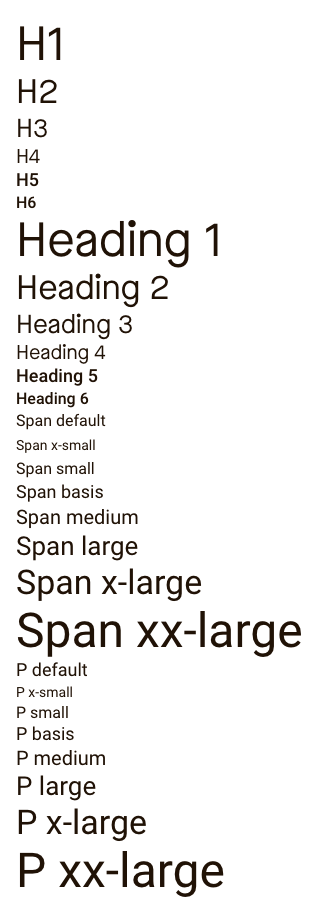 H1
H2
H3
H4
H5
H6
Heading 1
Heading 2
Heading 3
Heading 4
Heading 5
Heading 6
Span default
Span x-small
Span small
Span basis
Span medium
Span large
Span x-large
Span xx-large
P default
P x-small
P small
P basis
P medium
P large
P x-large
P xx-large